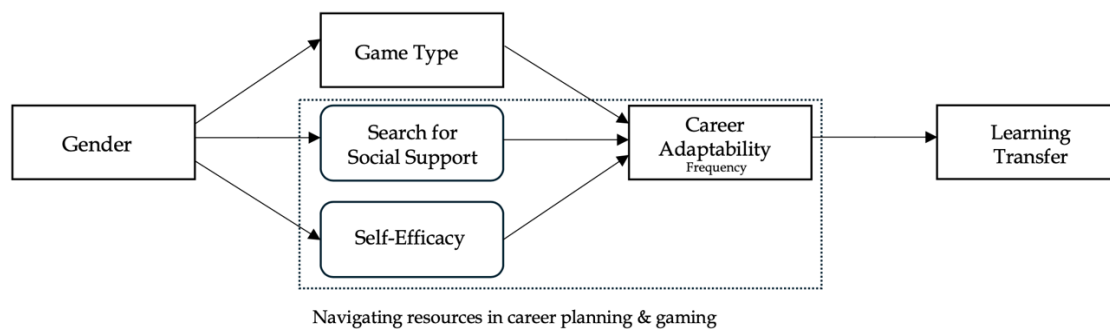 Game Type
Gender
Search for
Social Support
Self-Efficacy
Career
Adaptability
Frequency
Learning
Transfer
Navigating resources in career planning & gaming